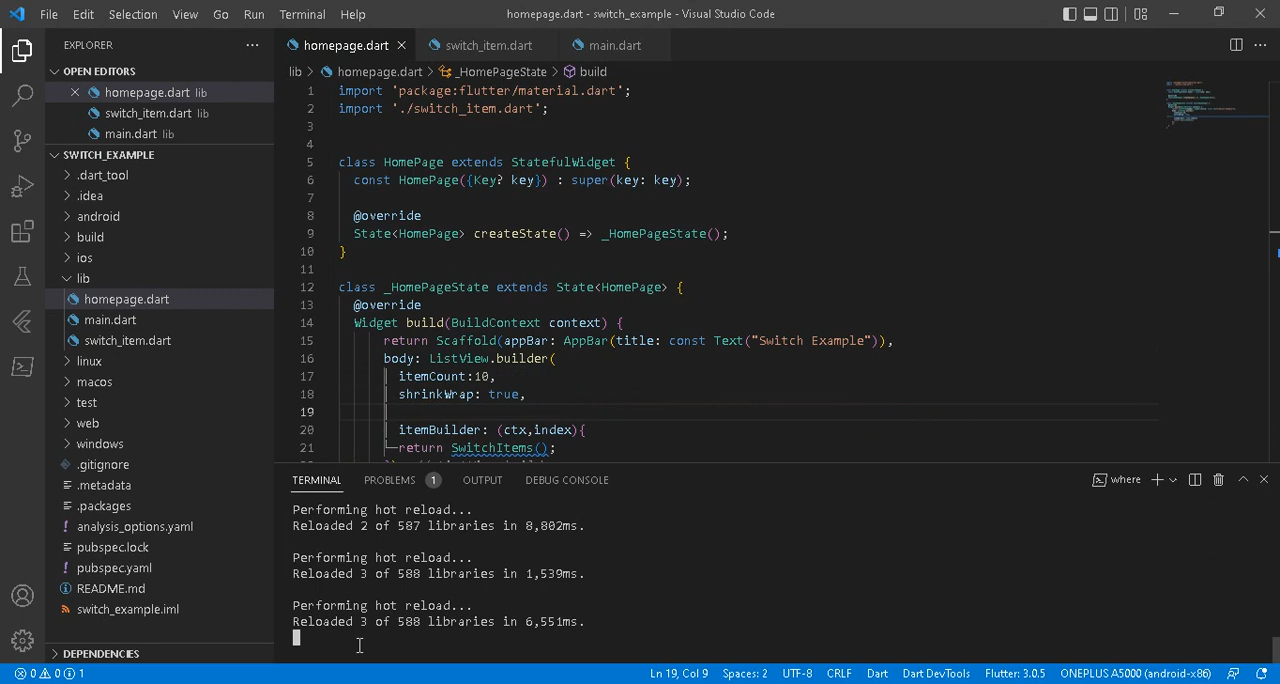 File Edit Selection View Go Run Terminal Help
homepage.dart - switch_example - Visual Studio Code
EXPLORER
OPEN EDITORS
homepage.dart lib
switch_item.dart lib
main.dart lib
SWITCH_EXAMPLE
.dart_tool
.idea
android
build
ios
lib
homepage.dart
main.dart
switch_item.dart
linux
macos
test
web
windows
.gitignore
.metadata
.packages
analysis_options.yaml
pubspec.lock
pubspec.yaml
README.md
switch_example.iml
DEPENDENCIES
homepage.dart switch_item.dart main.dart
lib > homepage.dart > _HomePageState > build
1 import 'package:flutter/material.dart';
2 import './switch_item.dart';
3
4
5 class HomePage extends StatefulWidget {
6 const HomePage({Key? key}) : super(key: key);
7
8 @override
9 State<HomePage> createState() => _HomePageState();
10 }
11
12 class _HomePageState extends State<HomePage> {
13 @override
14 Widget build(BuildContext context) {
15 return Scaffold(appBar: AppBar(title: const Text("Switch Example")),
16 body: ListView.builder(
17 itemCount:10,
18 shrinkWrap: true,
19
20 itemBuilder: (ctx,index){
21 return SwitchItems();
TERMINAL PROBLEMS 1 OUTPUT DEBUG CONSOLE
where
Performing hot reload...
Reloaded 2 of 587 libraries in 8,802ms.
Performing hot reload...
Reloaded 3 of 588 libraries in 1,539ms.
Performing hot reload...
Reloaded 3 of 588 libraries in 6,551ms.
0 0 1 Ln 19, Col 9 Spaces: 2 UTF-8 CRLF Dart Dart DevTools Flutter: 3.0.5 ONEPLUS A5000 (android-x86)